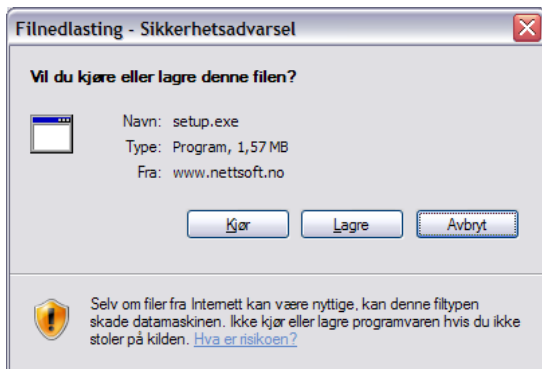 Filnedlasting - Sikkerhetsadvarsel
Vil du kjøre eller lagre denne filen?
Navn: setup.exe
Type: Program, 1,57 MB
Fra: www.nettsoft.no
Kjør Lagre Avbryt
Selv om filer fra Internett kan være nyttige, kan denne filtypen
skade datamaskinen. Ikke kjør eller lagre programvaren hvis du ikke
stoler på kilden. Hva er risikoen?